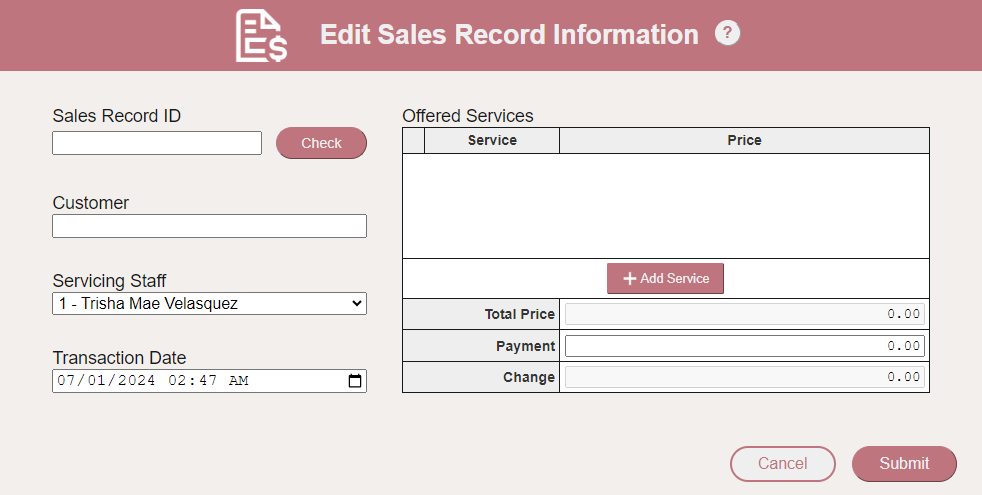 Edit Sales Record Information ?
Sales Record ID
Check
Customer
Servicing Staff
1 - Trisha Mae Velasquez
Transaction Date
07/01/2024 02:47 AM
Offered Services
Service Price
+ Add Service
Total Price 0.00
Payment 0.00
Change 0.00
Cancel Submit